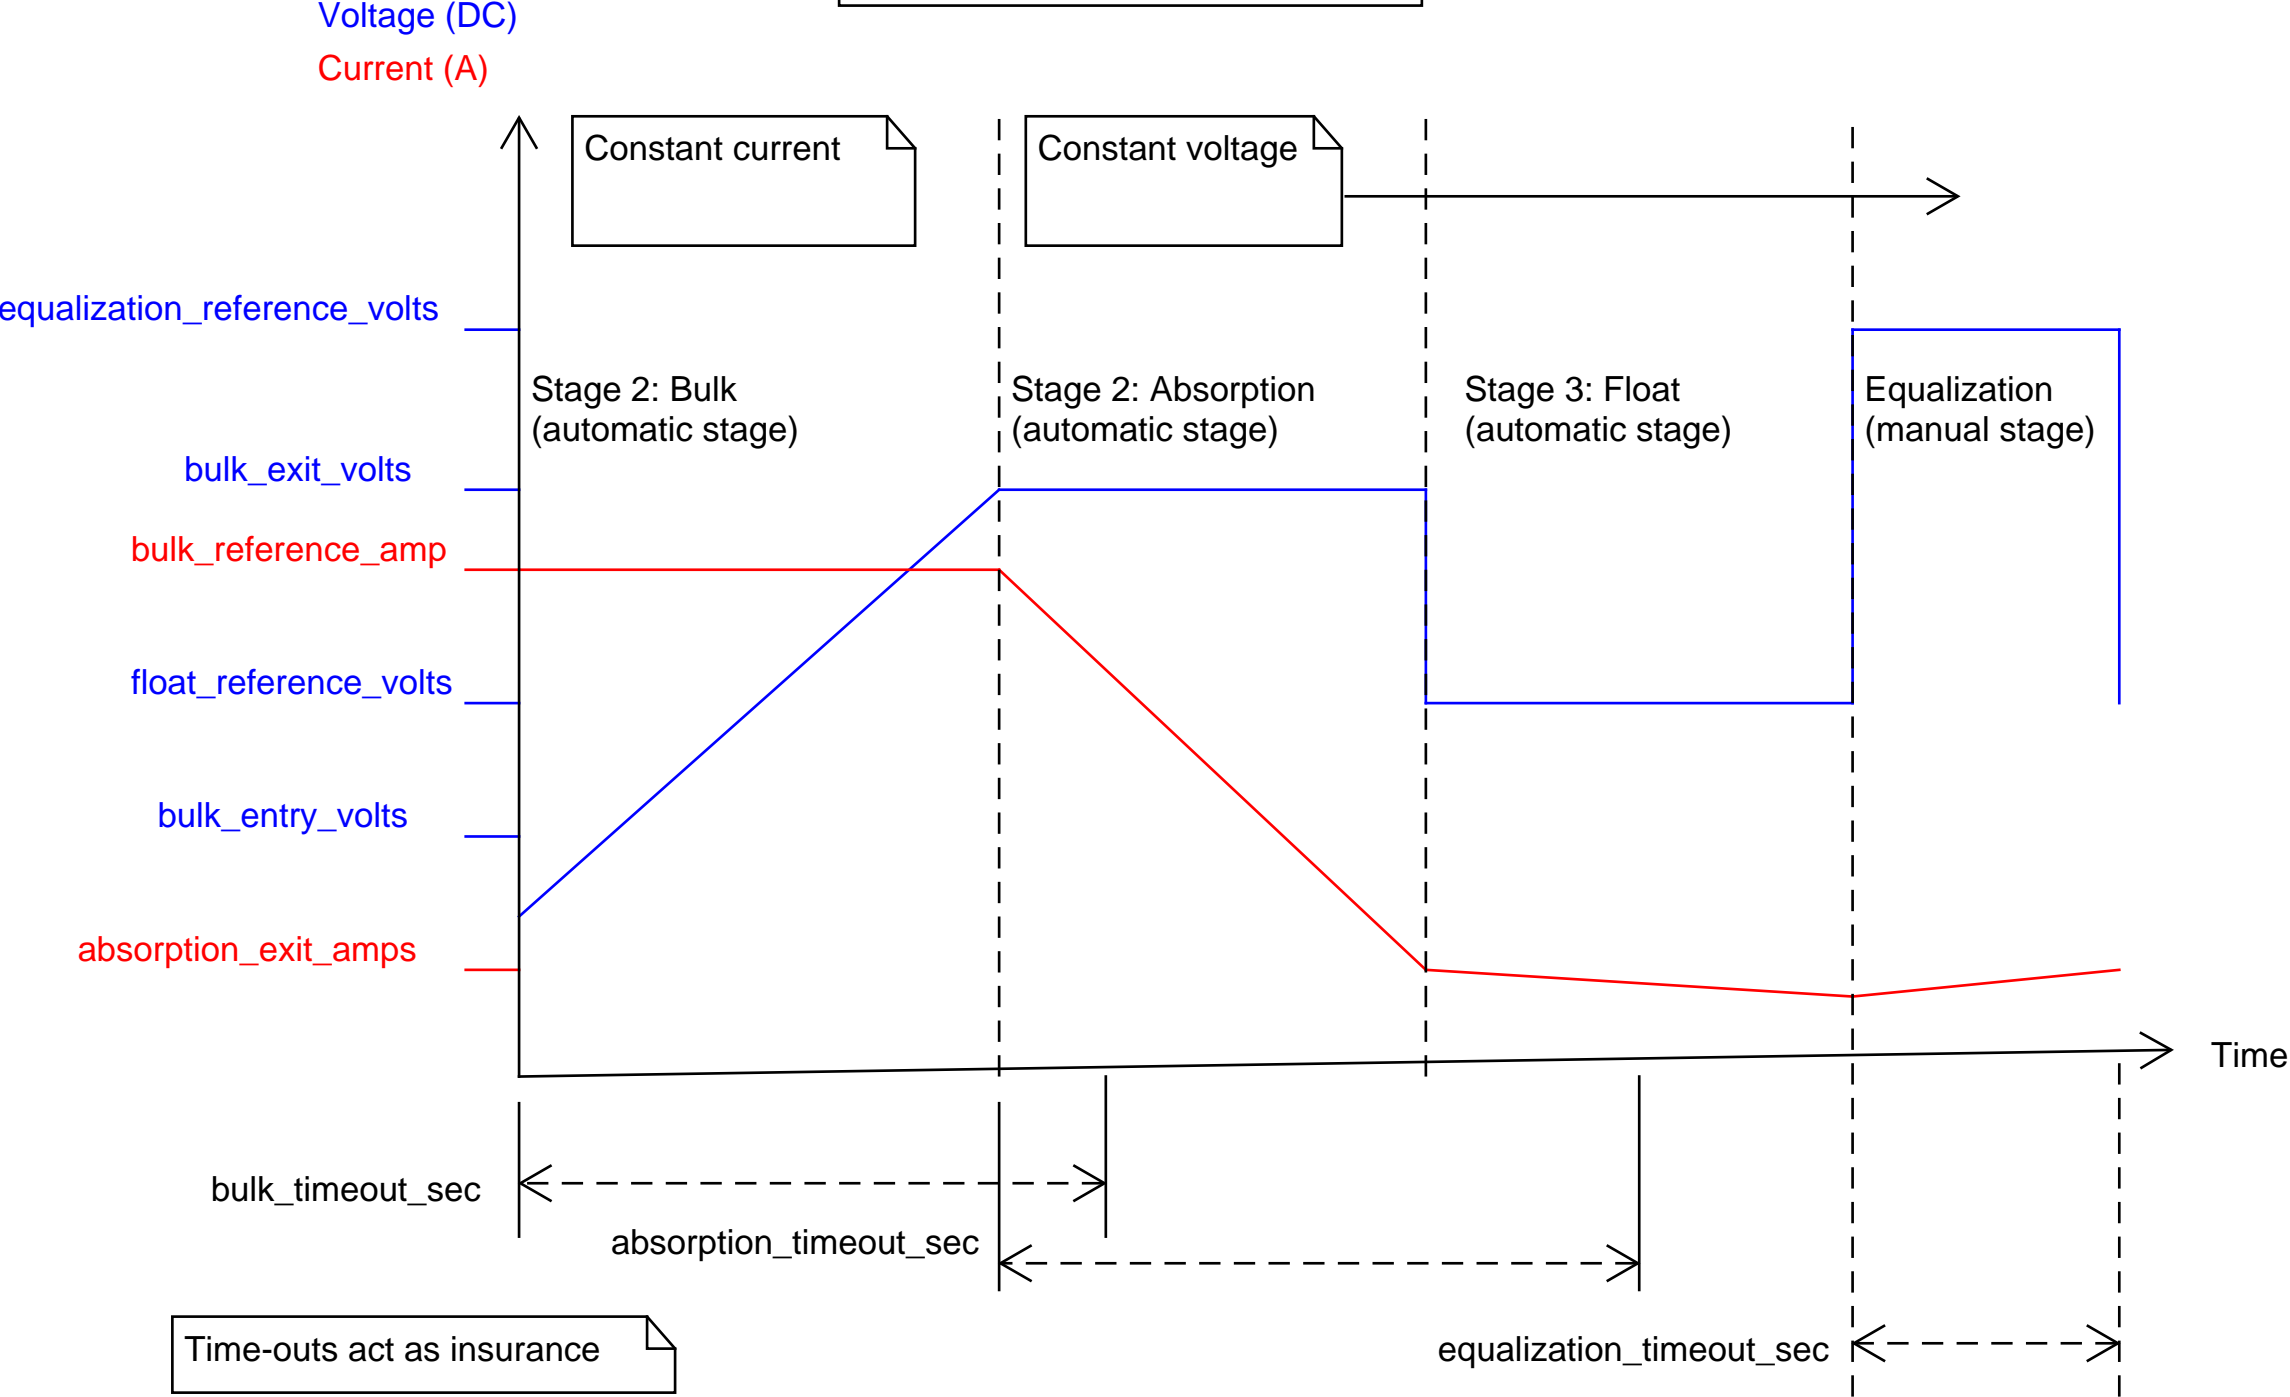 Voltage (DC)
Current (A)
Constant current
Constant voltage
equalization_reference_volts
Stage 2: Bulk
(automatic stage)
Stage 2: Absorption
(automatic stage)
Stage 3: Float
(automatic stage)
Equalization
(manual stage)
bulk_exit_volts
bulk_reference_amp
float_reference_volts
bulk_entry_volts
absorption_exit_amps
Time
bulk_timeout_sec
absorption_timeout_sec
Time-outs act as insurance
equalization_timeout_sec